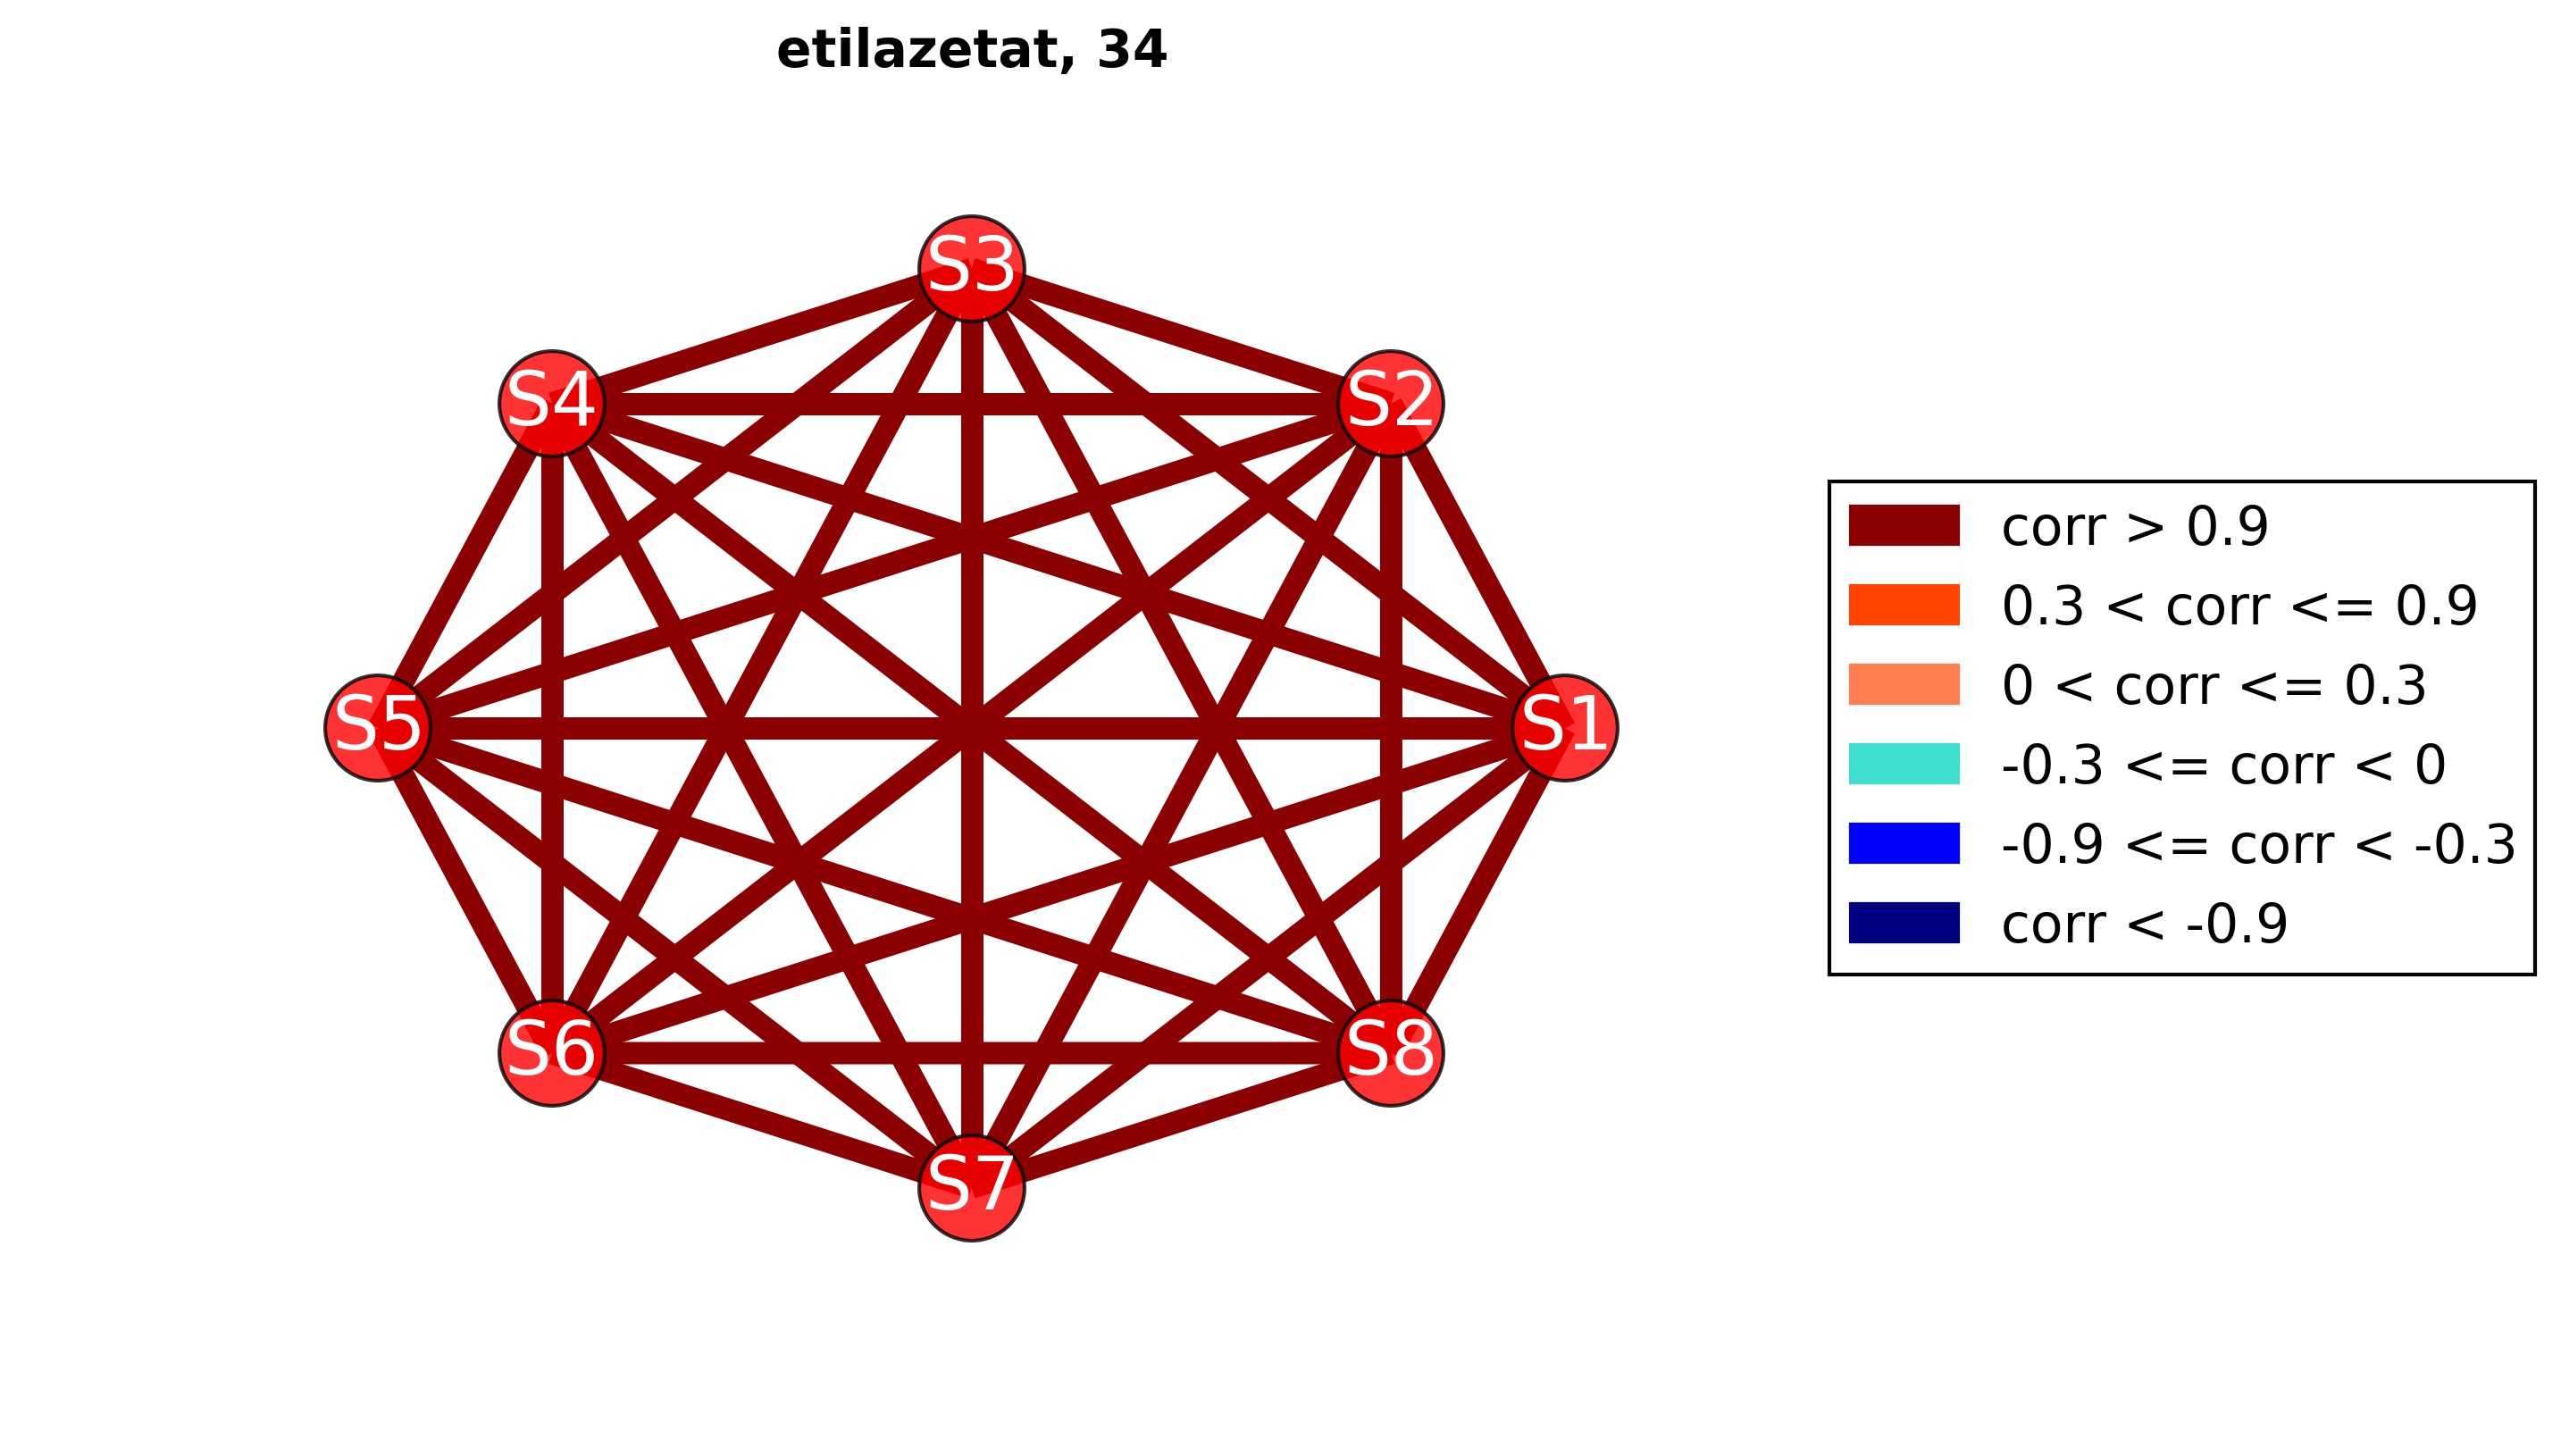 etilazetat, 34
S3
S4
S2
S5
S1
S6
S8
S7
corr > 0.9
0.3 < corr <= 0.9
0 < corr <= 0.3
-0.3 <= corr < 0
-0.9 <= corr < -0.3
corr < -0.9